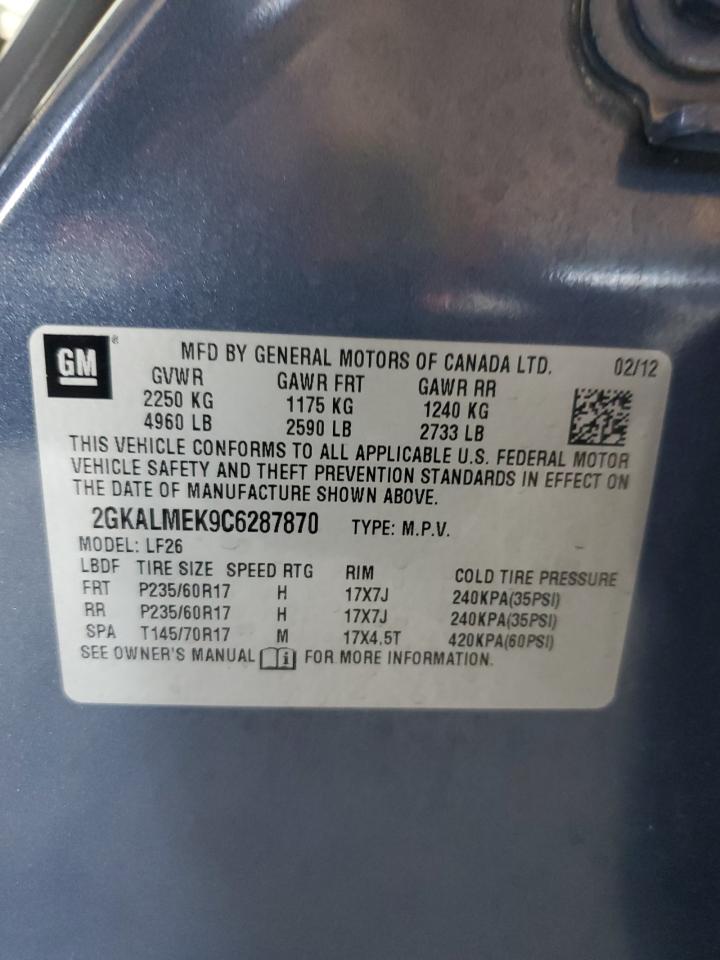 GM ® MFD BY GENERAL MOTORS OF CANADA LTD. 02/12
GVWR GAWR FRT GAWR RR
2250 KG 1175 KG 1240 KG
4960 LB 2590 LB 2733 LB
THIS VEHICLE CONFORMS TO ALL APPLICABLE U.S. FEDERAL MOTOR
VEHICLE SAFETY AND THEFT PREVENTION STANDARDS IN EFFECT ON
THE DATE OF MANUFACTURE SHOWN ABOVE.
2GKALMEK9C6287870 TYPE: M.P.V.
MODEL: LF26
LBDF TIRE SIZE SPEED RTG RIM COLD TIRE PRESSURE
FRT P235/60R17 H 17X7J 240KPA(35PSI)
RR P235/60R17 H 17X7J 240KPA(35PSI)
SPA T145/70R17 M 17X4.5T 420KPA(60PSI)
SEE OWNER'S MANUAL i FOR MORE INFORMATION.